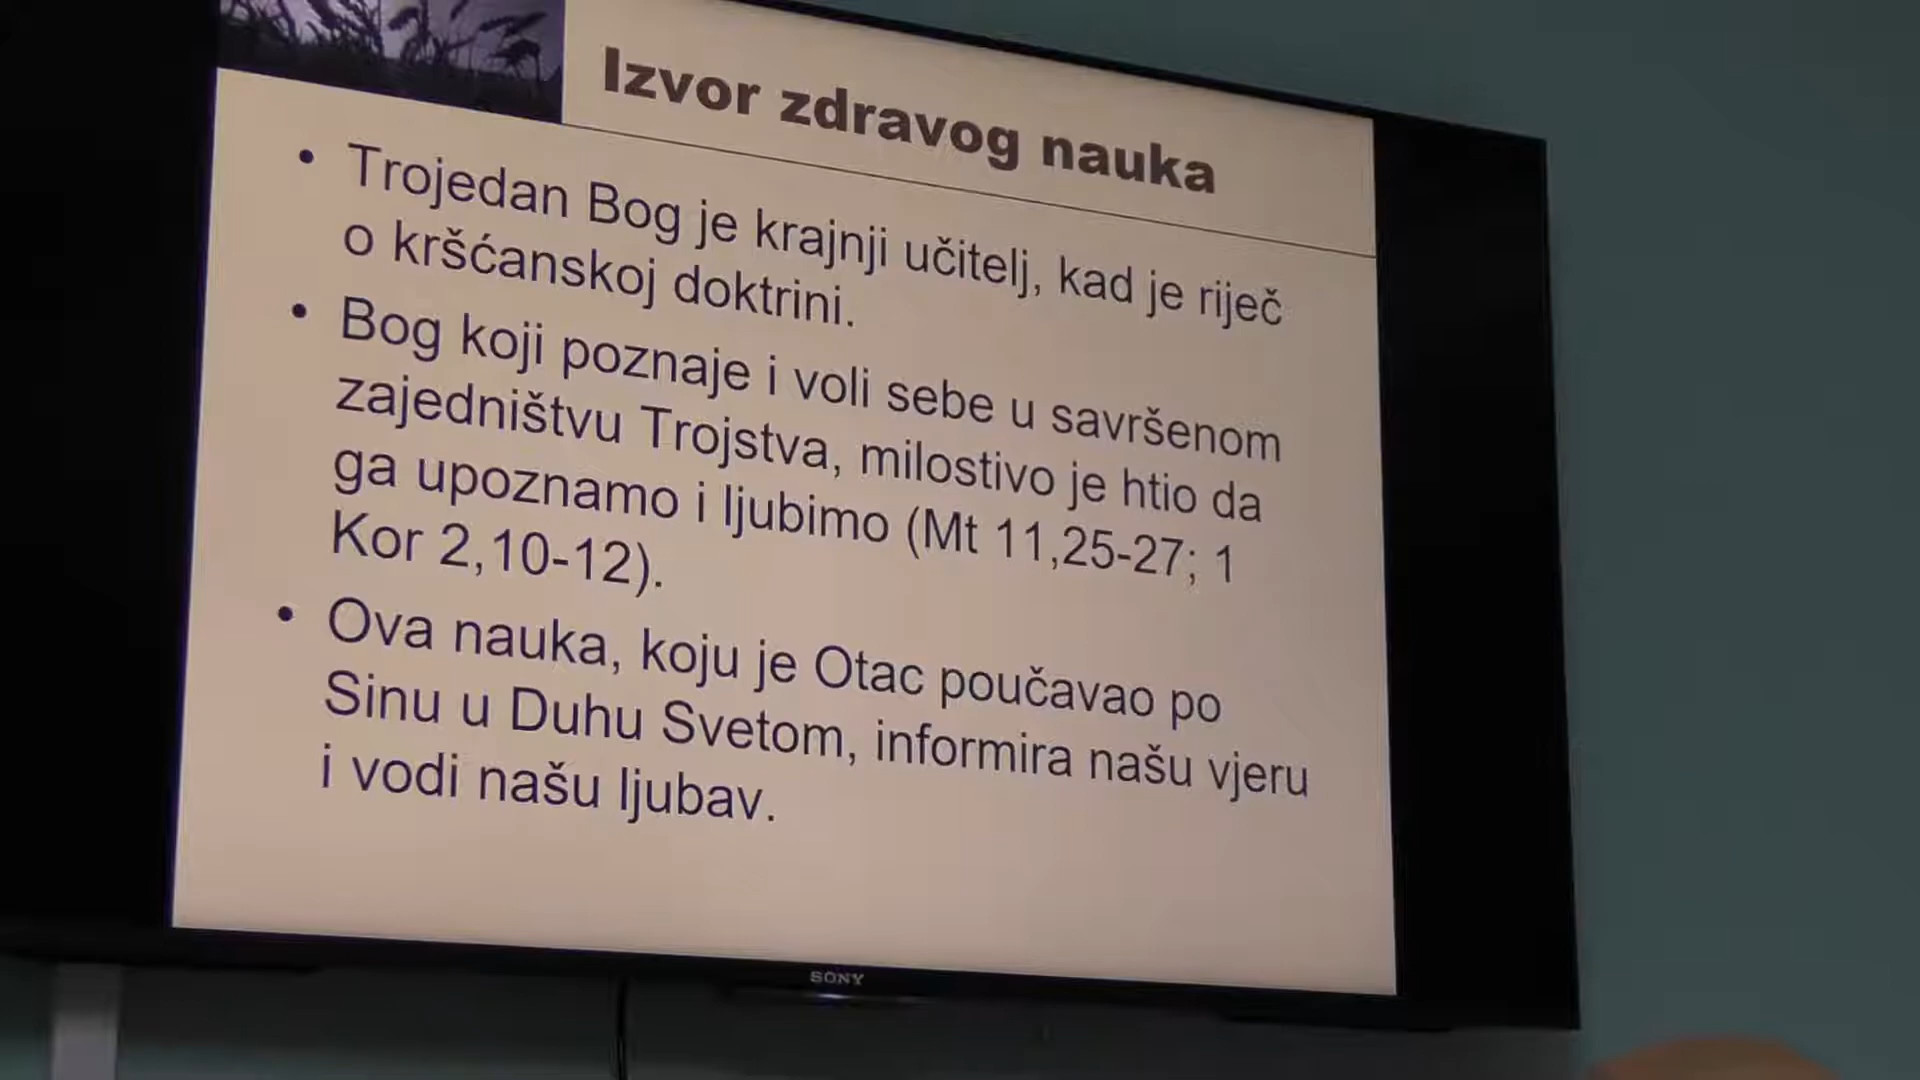 Izvor zdravog nauka
• Trojedan Bog je krajnji učitelj, kad je riječ
o kršćanskoj doktrini.
• Bog koji poznaje i voli sebe u savršenom
zajedništvu Trojstva, milostivo je htio da
ga upoznamo i ljubimo (Mt 11,25-27; 1
Kor 2,10-12).
• Ova nauka, koju je Otac poučavao po
Sinu u Duhu Svetom, informira našu vjeru
i vodi našu ljubav.
SONY